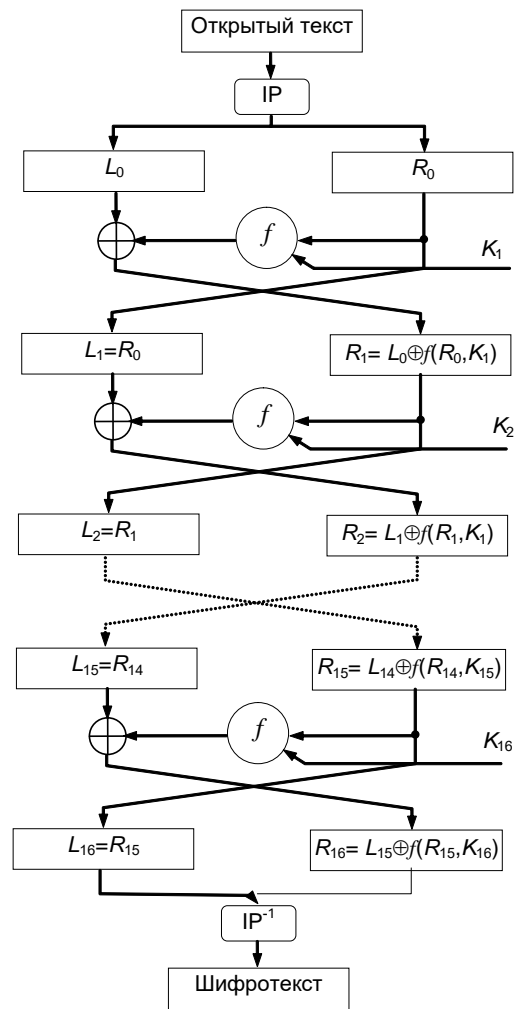 Открытый текст
IP
L₀
R₀
f
K₁
L₁=R₀
R₁= L₀⊕f(R₀,K₁)
f
K₂
L₂=R₁
R₂= L₁⊕f(R₁,K₁)
L₁₅=R₁₄
R₁₅= L₁₄⊕f(R₁₄,K₁₅)
f
K₁₆
L₁₆=R₁₅
R₁₆= L₁₅⊕f(R₁₅,K₁₆)
IP⁻¹
Шифротекст